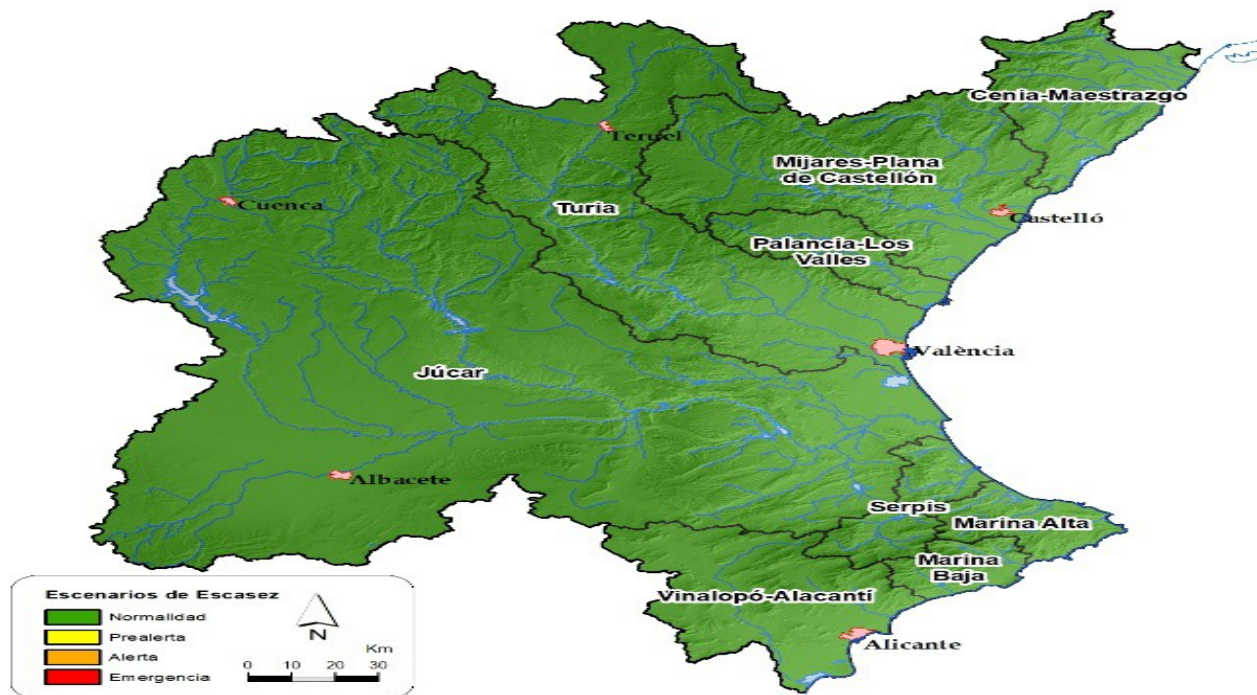 Cenia-Maestrazgo
Teruel
Mijares-Plana
de Castellón
Cuenca
Turia
Castelló
Palancia-Los
Valles
València
Júcar
Albacete
Serpis
Marina Alta
Marina
Baja
Vinalopó-Alacantí
Alicante
Escenarios de Escasez
Normalidad
Prealerta
Alerta
Emergencia
N
Km
0 10 20 30